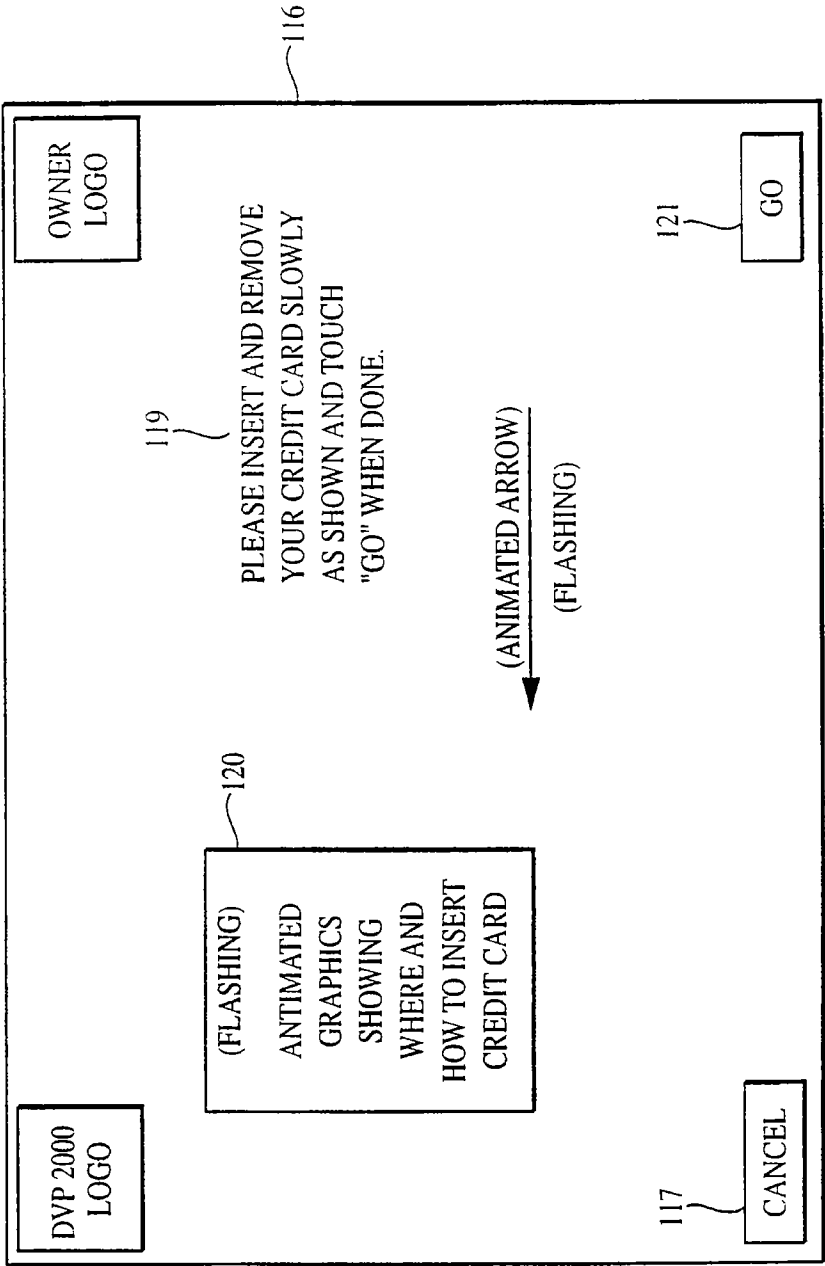 DVP 2000
LOGO
OWNER
LOGO
116
119
PLEASE INSERT AND REMOVE
YOUR CREDIT CARD SLOWLY
AS SHOWN AND TOUCH
"GO" WHEN DONE.
120
(FLASHING)
ANTIMATED
GRAPHICS
SHOWING
WHERE AND
HOW TO INSERT
CREDIT CARD
(ANIMATED ARROW)
(FLASHING)
117
CANCEL
121
GO